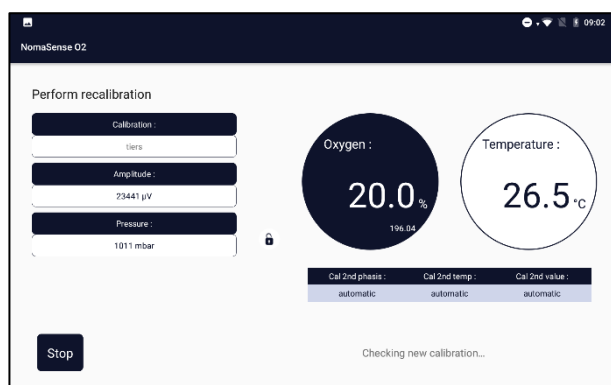 09:02
NomaSense O2
Perform recalibration
Calibration :
tiers
Amplitude :
23441 µV
Pressure :
1011 mbar
Oxygen :
20.0 %
196.04
Temperature :
26.5 °C
Cal 2nd phasis : Cal 2nd temp : Cal 2nd value :
automatic automatic automatic
Stop
Checking new calibration...